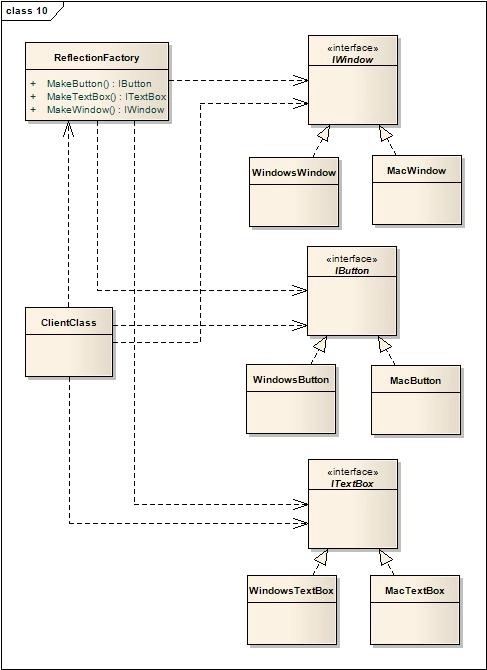 class 10
ReflectionFactory
+ MakeButton() : IButton
+ MakeTextBox() : ITextBox
+ MakeWindow() : IWindow
«interface»
IWindow
WindowsWindow
MacWindow
«interface»
IButton
ClientClass
WindowsButton
MacButton
«interface»
ITextBox
WindowsTextBox
MacTextBox